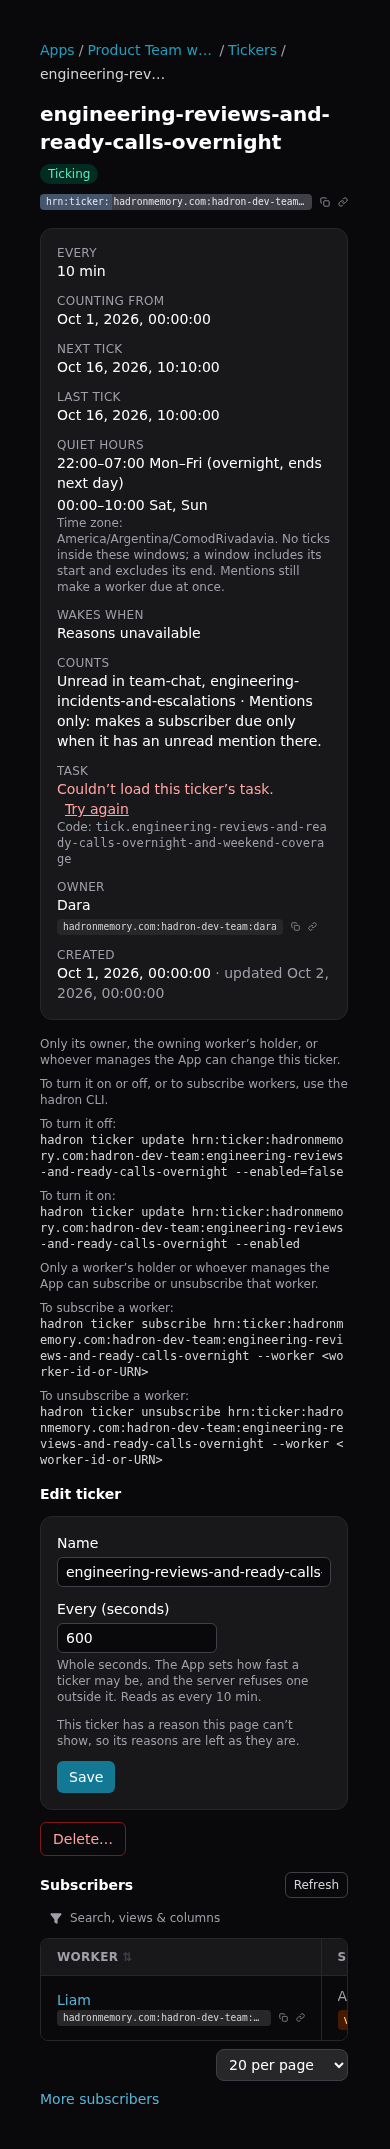 Apps / Product Team w… / Tickers /
engineering-rev…
engineering-reviews-and-
ready-calls-overnight
Ticking
hrn:ticker: hadronmemory.com:hadron-dev-team…
EVERY
10 min
COUNTING FROM
Oct 1, 2026, 00:00:00
NEXT TICK
Oct 16, 2026, 10:10:00
LAST TICK
Oct 16, 2026, 10:00:00
QUIET HOURS
22:00–07:00 Mon–Fri (overnight, ends
next day)
00:00–10:00 Sat, Sun
Time zone:
America/Argentina/ComodRivadavia. No ticks
inside these windows; a window includes its
start and excludes its end. Mentions still
make a worker due at once.
WAKES WHEN
Reasons unavailable
COUNTS
Unread in team-chat, engineering-
incidents-and-escalations · Mentions
only: makes a subscriber due only
when it has an unread mention there.
TASK
Couldn’t load this ticker’s task.
Try again
Code: tick.engineering-reviews-and-rea
dy-calls-overnight-and-weekend-covera
ge
OWNER
Dara
hadronmemory.com:hadron-dev-team:dara
CREATED
Oct 1, 2026, 00:00:00 · updated Oct 2,
2026, 00:00:00
Only its owner, the owning worker’s holder, or
whoever manages the App can change this ticker.
To turn it on or off, or to subscribe workers, use the
hadron CLI.
To turn it off:
hadron ticker update hrn:ticker:hadronmemo
ry.com:hadron-dev-team:engineering-reviews
-and-ready-calls-overnight --enabled=false
To turn it on:
hadron ticker update hrn:ticker:hadronmemo
ry.com:hadron-dev-team:engineering-reviews
-and-ready-calls-overnight --enabled
Only a worker’s holder or whoever manages the
App can subscribe or unsubscribe that worker.
To subscribe a worker:
hadron ticker subscribe hrn:ticker:hadronm
emory.com:hadron-dev-team:engineering-revi
ews-and-ready-calls-overnight --worker <wo
rker-id-or-URN>
To unsubscribe a worker:
hadron ticker unsubscribe hrn:ticker:hadro
nmemory.com:hadron-dev-team:engineering-re
views-and-ready-calls-overnight --worker <
worker-id-or-URN>
Edit ticker
Name
engineering-reviews-and-ready-calls-
Every (seconds)
600
Whole seconds. The App sets how fast a
ticker may be, and the server refuses one
outside it. Reads as every 10 min.
This ticker has a reason this page can’t
show, so its reasons are left as they are.
Save
Delete…
Subscribers Refresh
Search, views & columns
WORKER S
Liam A
hadronmemory.com:hadron-dev-team:…
20 per page
More subscribers